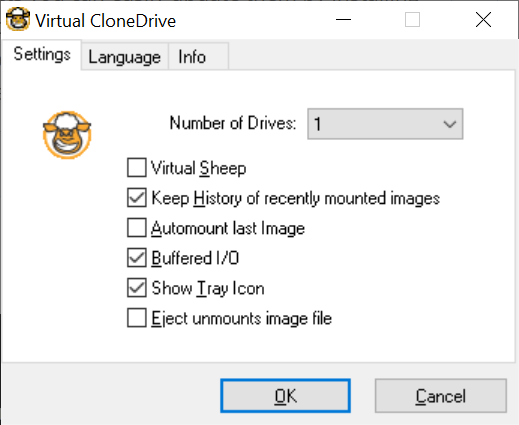 Virtual CloneDrive
Settings Language Info
Number of Drives: 1
Virtual Sheep
Keep History of recently mounted images
Automount last Image
Buffered I/O
Show Tray Icon
Eject unmounts image file
OK Cancel